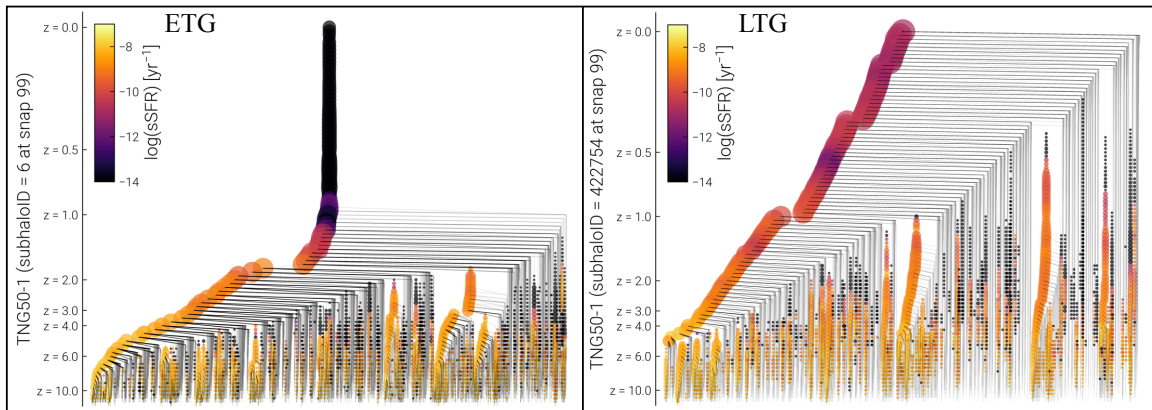 ETG
z = 0.0
z = 0.5
z = 1.0
z = 2.0
z = 3.0
z = 4.0
z = 6.0
z = 10.0
TNG50-1 (subhaloID = 6 at snap 99)
−8
−10
−12
−14
log(sSFR) [yr⁻¹]
LTG
z = 0.0
z = 0.5
z = 1.0
z = 2.0
z = 3.0
z = 4.0
z = 6.0
z = 10.0
TNG50-1 (subhaloID = 422754 at snap 99)
−8
−10
−12
−14
log(sSFR) [yr⁻¹]